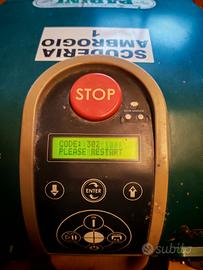 SCUDERIA
AMBROGIO
1
STOP
CODE: 302
PLEASE RESTART
ENTER
subito